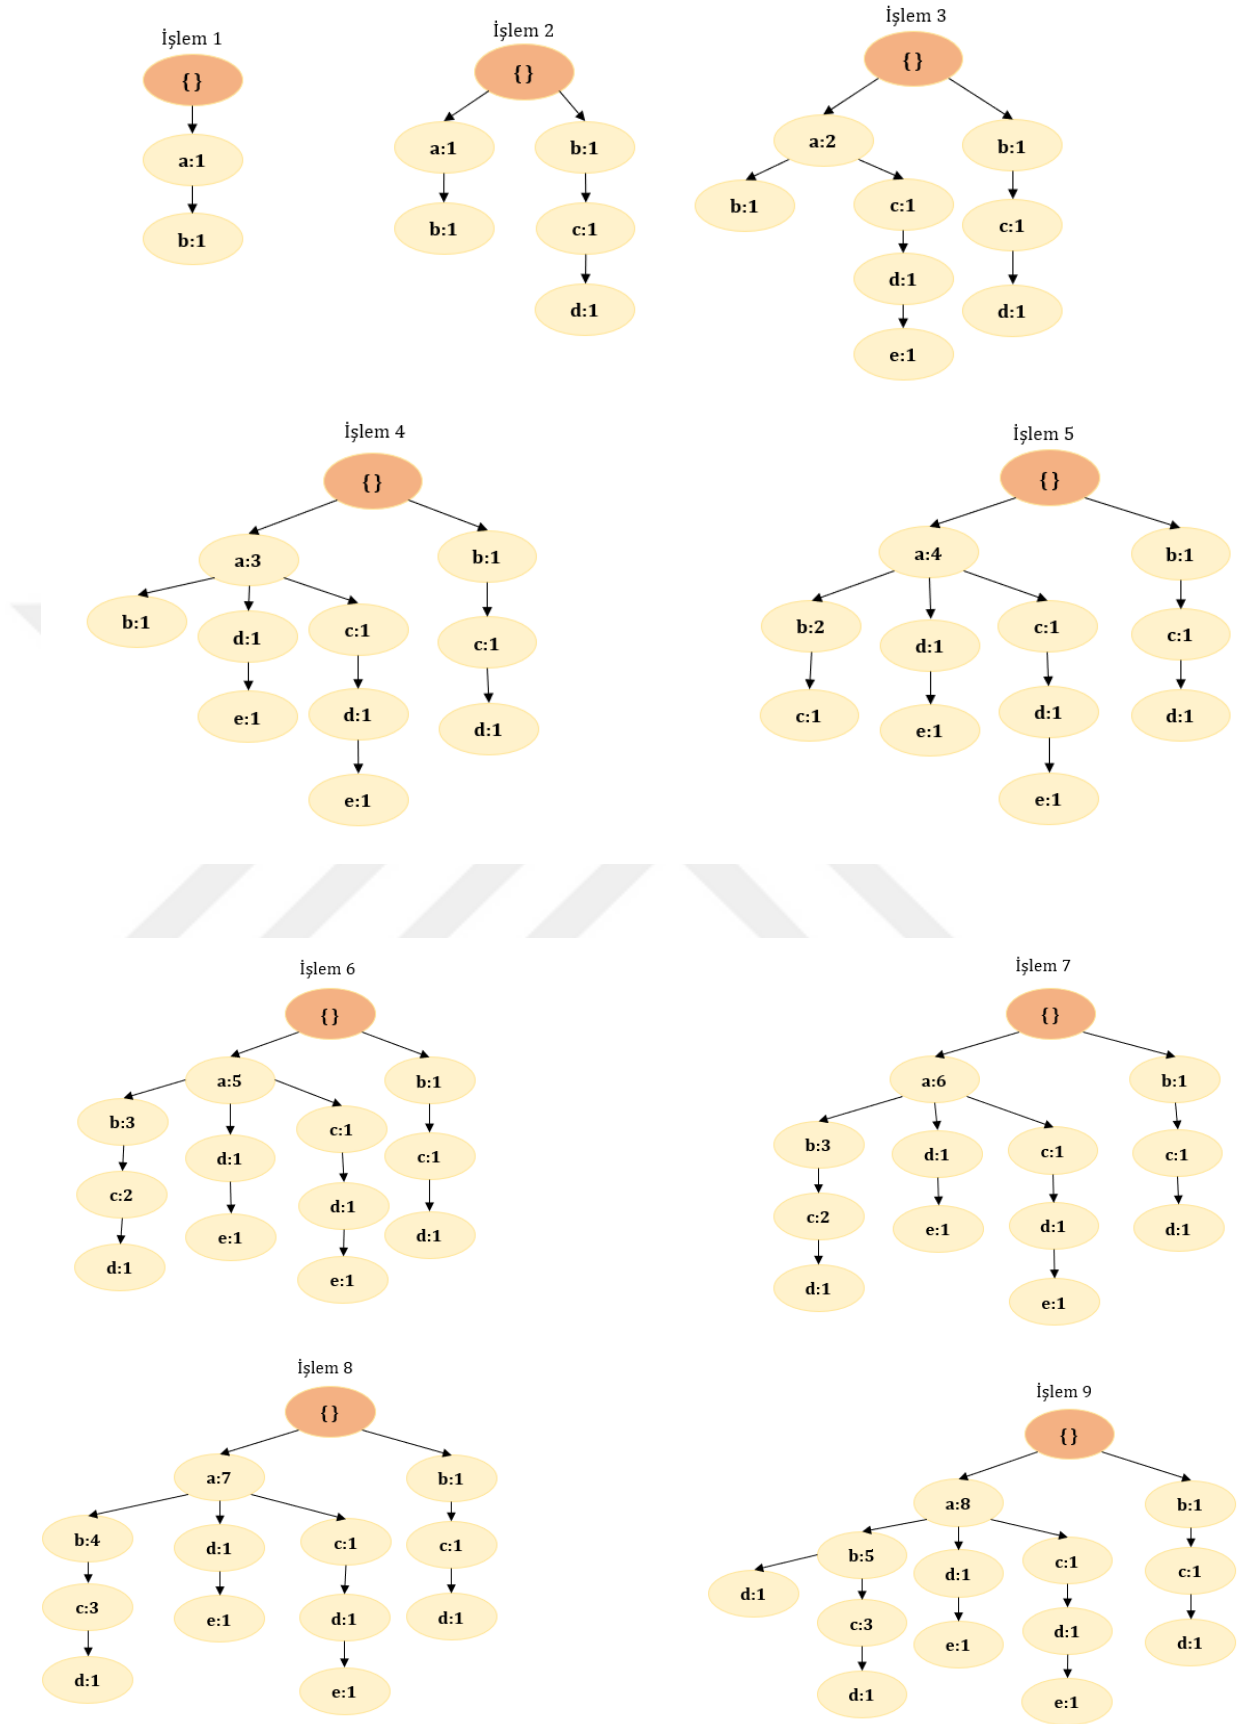 İşlem 1
{ }
a:1
b:1
İşlem 2
{ }
a:1
b:1
b:1
c:1
d:1
İşlem 3
{ }
a:2
b:1
b:1
c:1
c:1
d:1
d:1
e:1
İşlem 4
{ }
a:3
b:1
b:1
d:1
c:1
c:1
e:1
d:1
d:1
e:1
İşlem 5
{ }
a:4
b:1
b:2
d:1
c:1
c:1
c:1
e:1
d:1
d:1
e:1
İşlem 6
{ }
a:5
b:1
b:3
d:1
c:1
c:1
c:2
e:1
d:1
d:1
d:1
e:1
İşlem 7
{ }
a:6
b:1
b:3
d:1
c:1
c:1
c:2
e:1
d:1
d:1
d:1
e:1
İşlem 8
{ }
a:7
b:1
b:4
d:1
c:1
c:1
c:3
e:1
d:1
d:1
d:1
e:1
İşlem 9
{ }
a:8
b:1
b:5
d:1
c:1
c:1
d:1
c:3
e:1
d:1
d:1
d:1
e:1